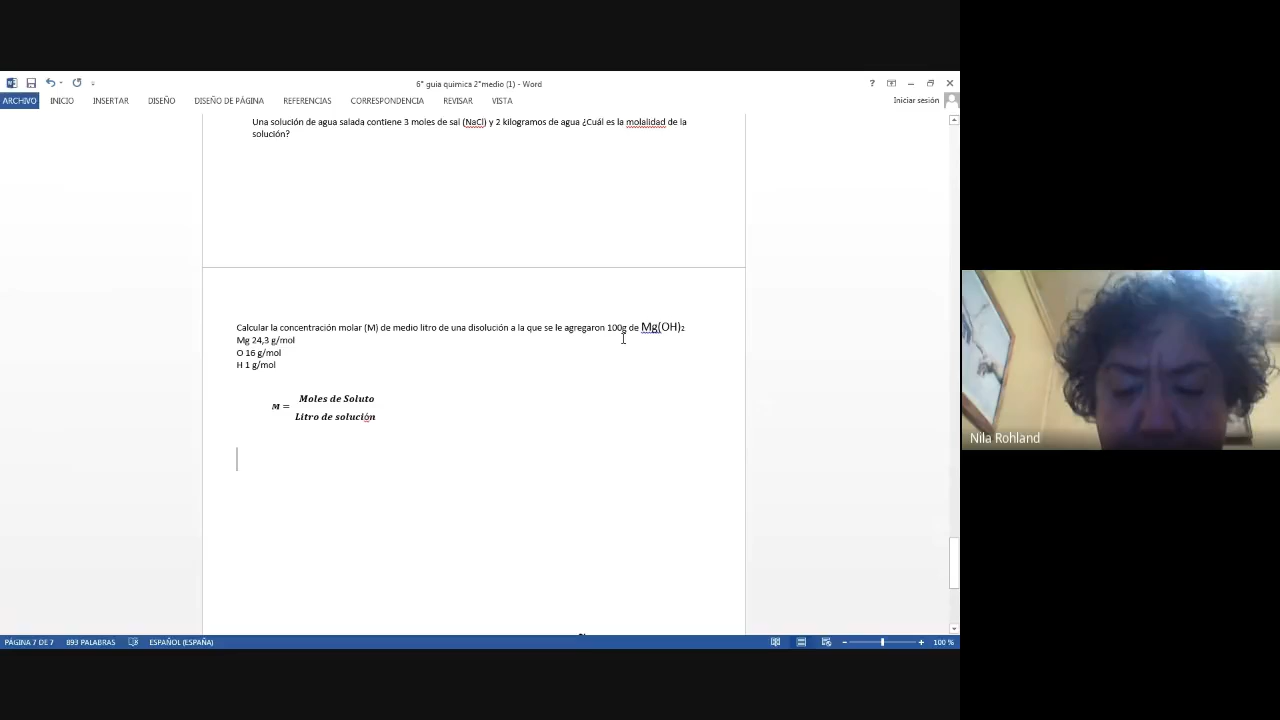 6° guia quimica 2°medio (1) - Word
ARCHIVO INICIO INSERTAR DISEÑO DISEÑO DE PÁGINA REFERENCIAS CORRESPONDENCIA REVISAR VISTA Iniciar sesión
Una solución de agua salada contiene 3 moles de sal (NaCl) y 2 kilogramos de agua ¿Cuál es la molalidad de la
solución?
Calcular la concentración molar (M) de medio litro de una disolución a la que se le agregaron 100g de Mg(OH)₂
Mg 24,3 g/mol
O 16 g/mol
H 1 g/mol
M = Moles de Soluto
Litro de solución
Nila Rohland
PÁGINA 7 DE 7 893 PALABRAS ESPAÑOL (ESPAÑA) 100 %